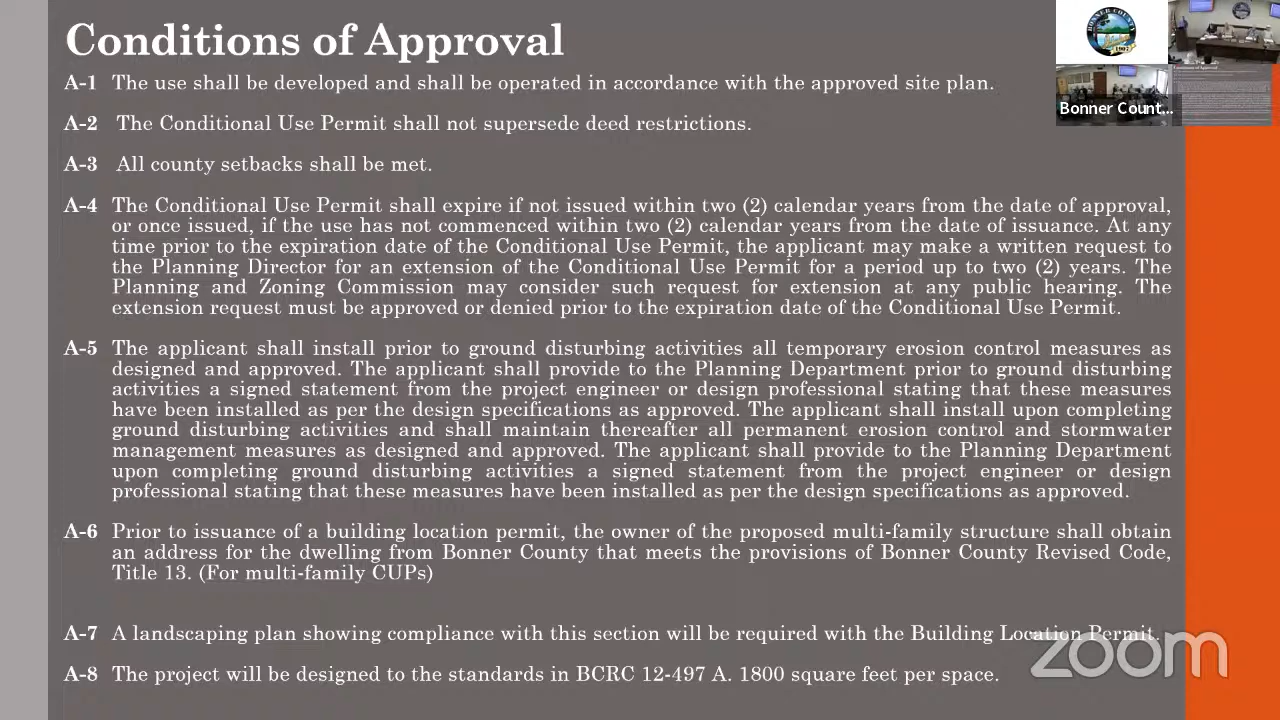 Conditions of Approval
A-1 The use shall be developed and shall be operated in accordance with the approved site plan.
A-2 The Conditional Use Permit shall not supersede deed restrictions.
A-3 All county setbacks shall be met.
A-4 The Conditional Use Permit shall expire if not issued within two (2) calendar years from the date of approval,
or once issued, if the use has not commenced within two (2) calendar years from the date of issuance. At any
time prior to the expiration date of the Conditional Use Permit, the applicant may make a written request to
the Planning Director for an extension of the Conditional Use Permit for a period up to two (2) years. The
Planning and Zoning Commission may consider such request for extension at any public hearing. The
extension request must be approved or denied prior to the expiration date of the Conditional Use Permit.
A-5 The applicant shall install prior to ground disturbing activities all temporary erosion control measures as
designed and approved. The applicant shall provide to the Planning Department prior to ground disturbing
activities a signed statement from the project engineer or design professional stating that these measures
have been installed as per the design specifications as approved. The applicant shall install upon completing
ground disturbing activities and shall maintain thereafter all permanent erosion control and stormwater
management measures as designed and approved. The applicant shall provide to the Planning Department
upon completing ground disturbing activities a signed statement from the project engineer or design
professional stating that these measures have been installed as per the design specifications as approved.
A-6 Prior to issuance of a building location permit, the owner of the proposed multi-family structure shall obtain
an address for the dwelling from Bonner County that meets the provisions of Bonner County Revised Code,
Title 13. (For multi-family CUPs)
A-7 A landscaping plan showing compliance with this section will be required with the Building Location Permit.
A-8 The project will be designed to the standards in BCRC 12-497 A. 1800 square feet per space.
BONNER COUNTY
1907
Bonner Count...
zoom